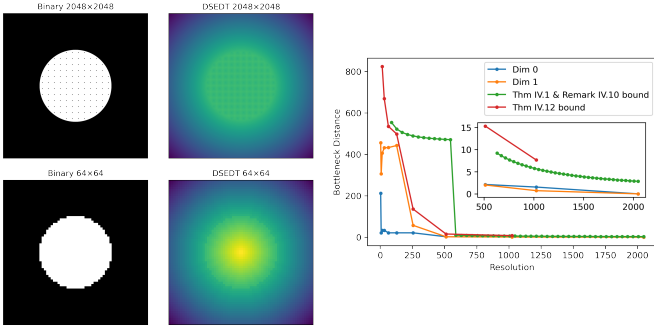 Binary 2048×2048
DSEDT 2048×2048
Binary 64×64
DSEDT 64×64
Bottleneck Distance
800
600
400
200
0
0
250
500
750
1000
1250
1500
1750
2000
Resolution
Dim 0
Dim 1
Thm IV.1 & Remark IV.10 bound
Thm IV.12 bound
15
10
5
0
500
1000
1500
2000